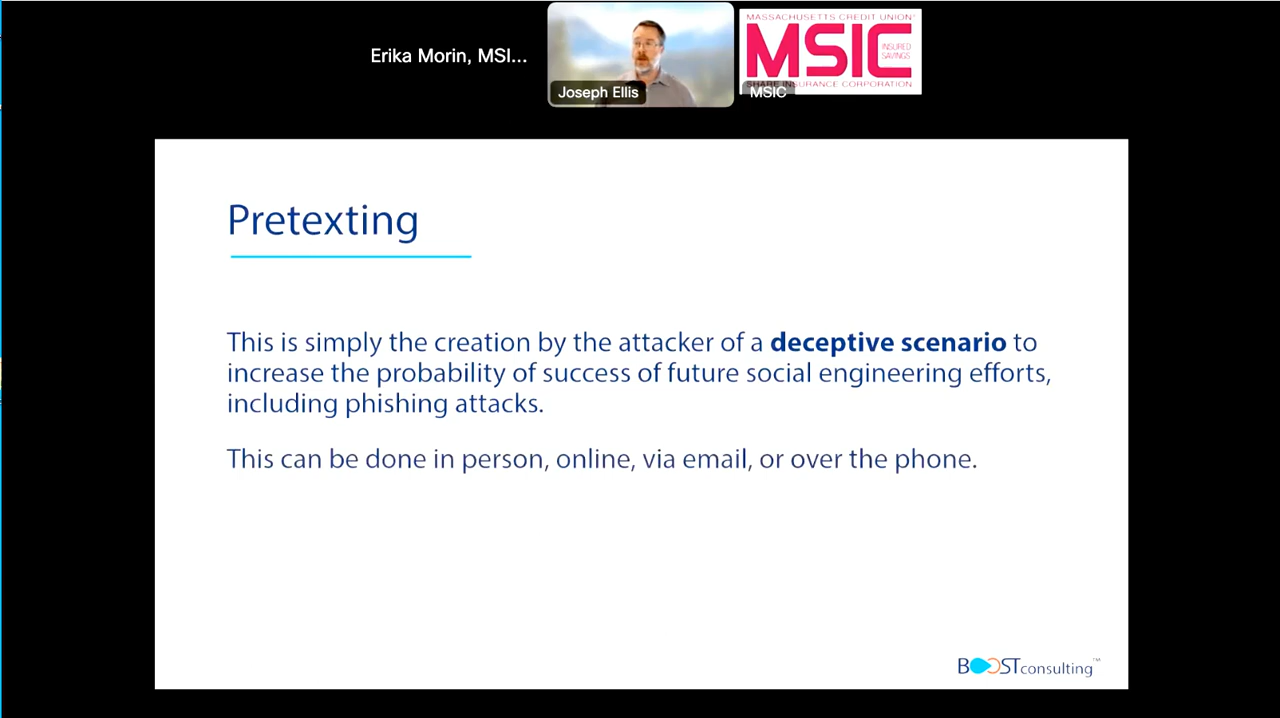 Erika Morin, MSI...
Joseph Ellis
MASSACHUSETTS CREDIT UNION
MSIC
INSURED
SAVINGS
SHARE INSURANCE CORPORATION
MSIC
Pretexting
This is simply the creation by the attacker of a deceptive scenario to
increase the probability of success of future social engineering efforts,
including phishing attacks.
This can be done in person, online, via email, or over the phone.
BOOSTconsulting™